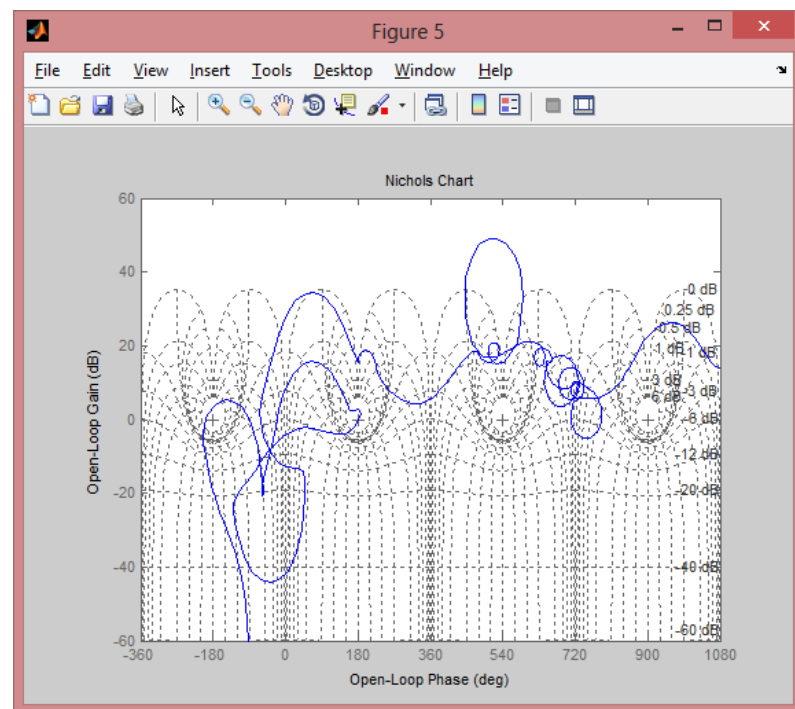 Figure 5
File Edit View Insert Tools Desktop Window Help
Nichols Chart
60
40
20
0
-20
-40
-60
Open-Loop Gain (dB)
0 dB
0.25 dB
0.5 dB
1 dB
-1 dB
3 dB
6 dB
-3 dB
-6 dB
-12 dB
-20 dB
-40 dB
-60 dB
-360 -180 0 180 360 540 720 900 1080
Open-Loop Phase (deg)